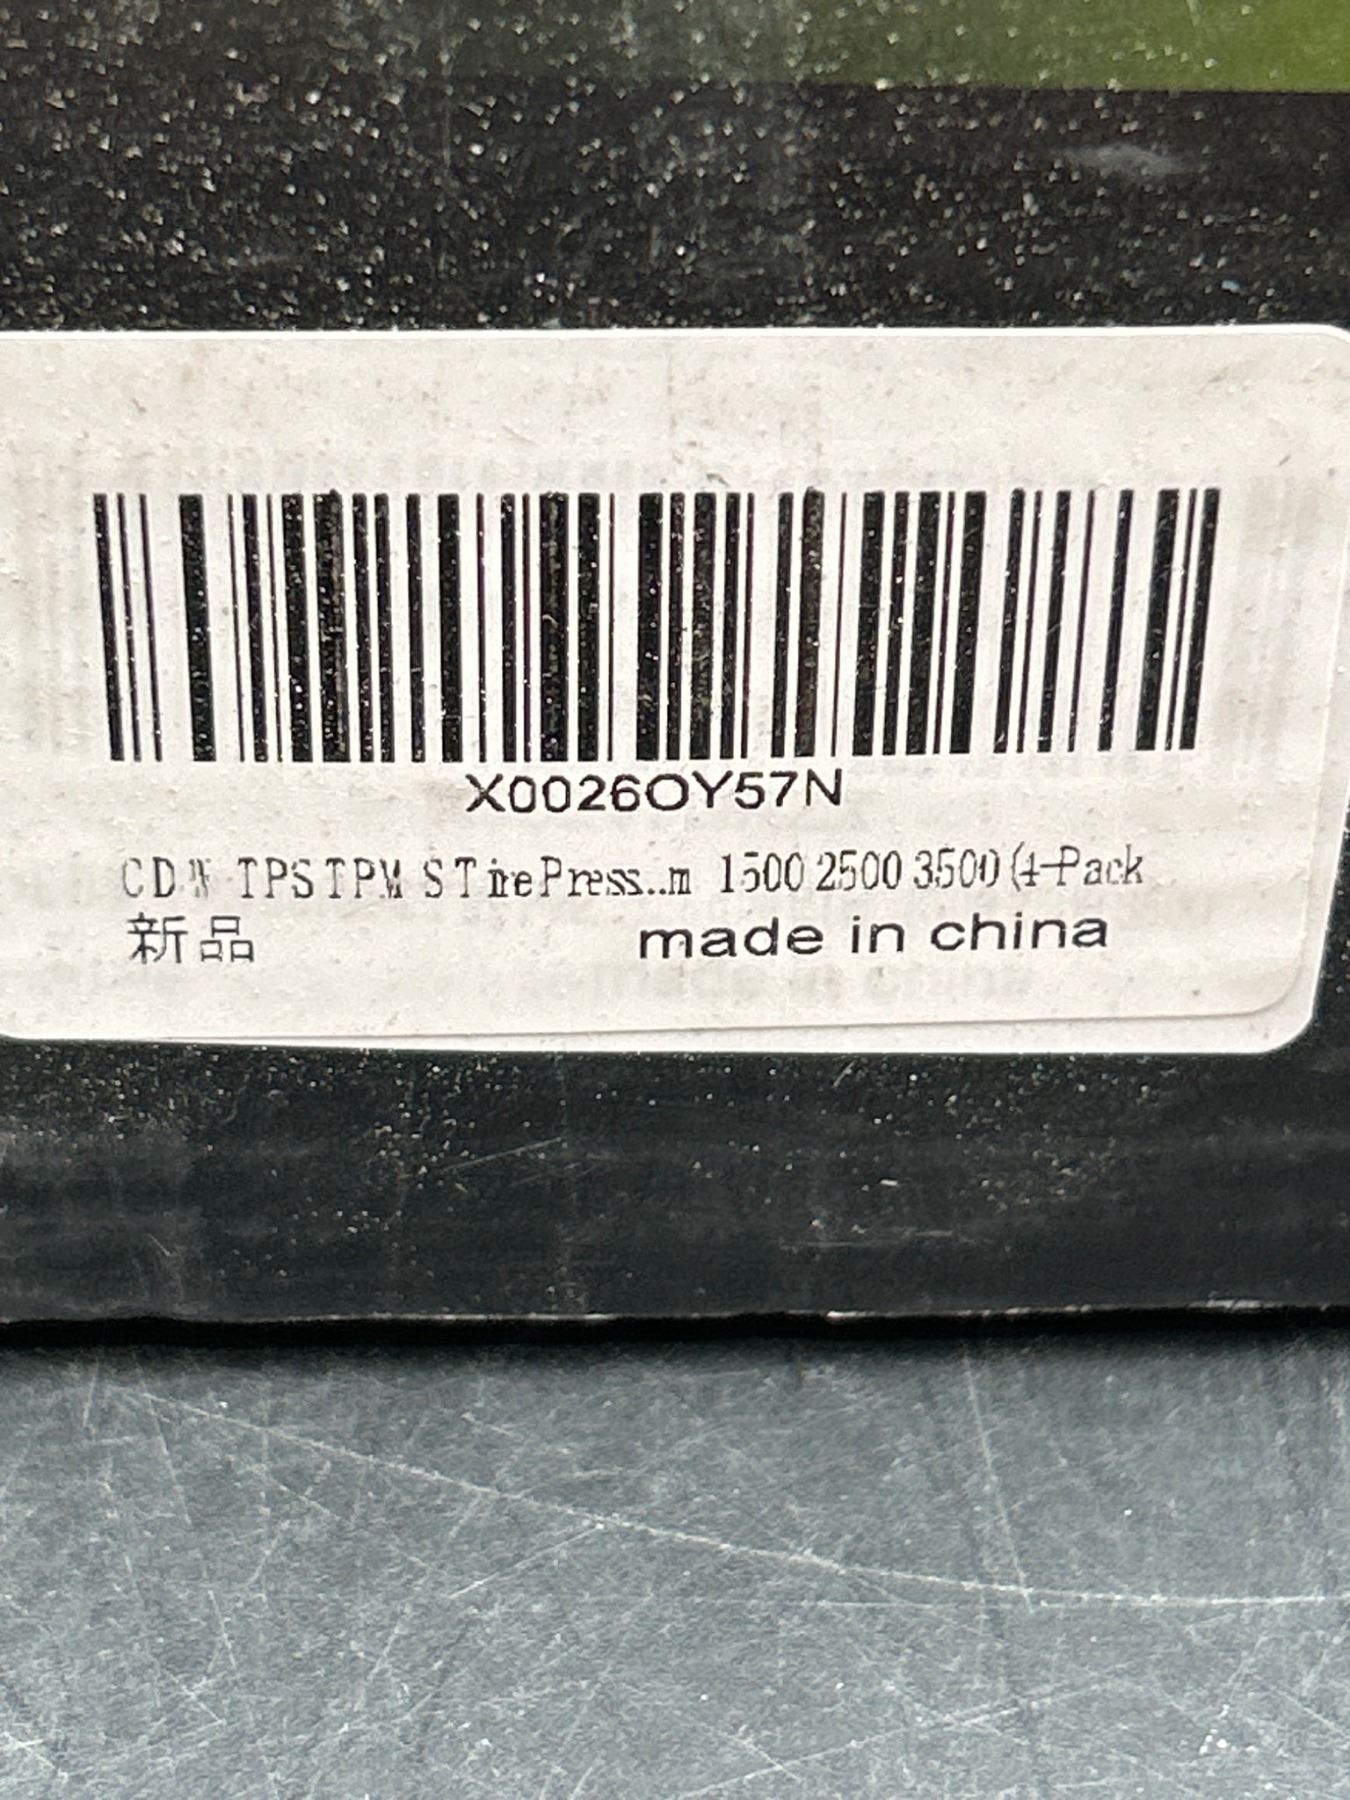 X0026OY57N
CDW TPS TPMS Tire Press...m 1500 2500 3500 (4-Pack
新品
made in china